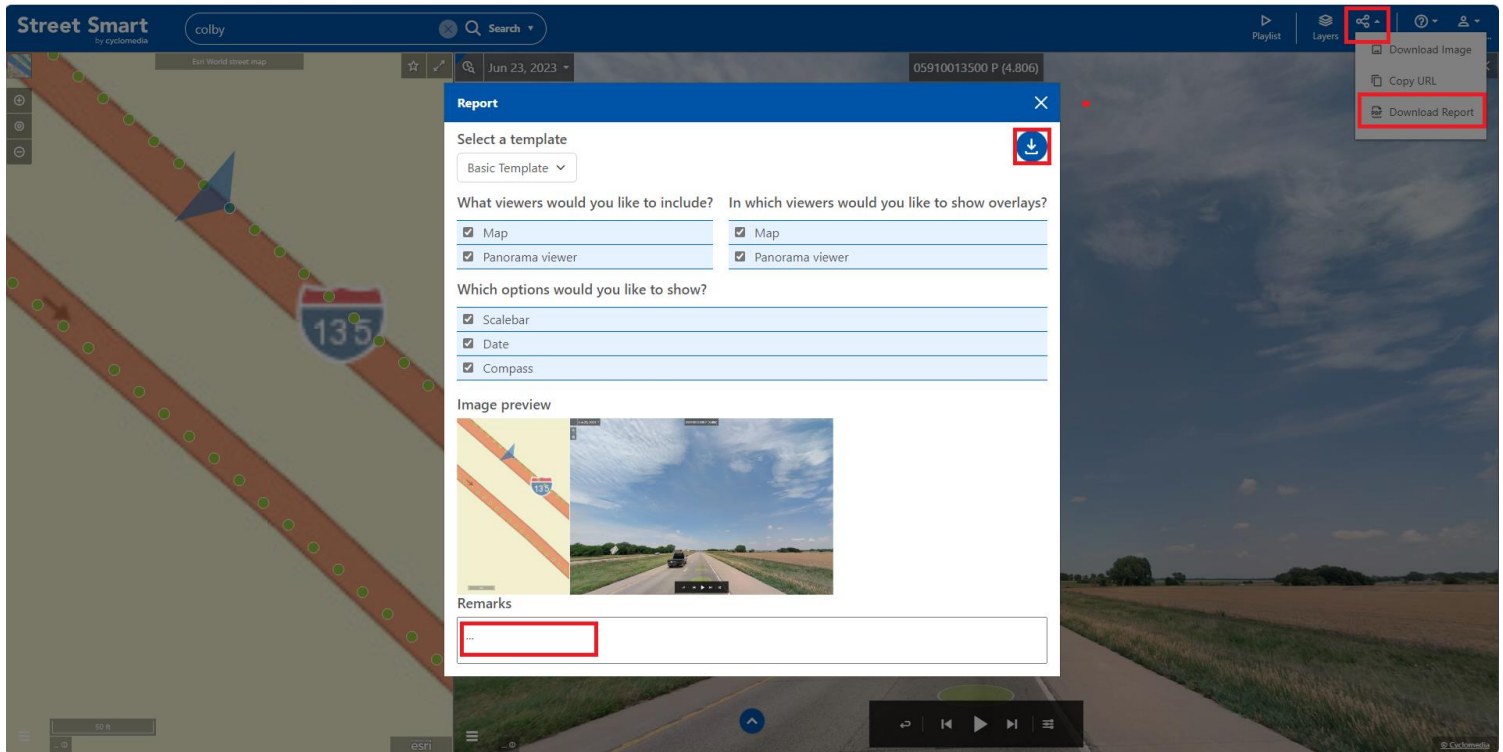 Street Smart
by cyclomedia
colby
Search
Playlist
Layers
Download Image
Copy URL
Download Report
Esri World street map
Jun 23, 2023
05910013500 P (4.806)
Report
Select a template
Basic Template
What viewers would you like to include?
In which viewers would you like to show overlays?
Map
Map
Panorama viewer
Panorama viewer
Which options would you like to show?
Scalebar
Date
Compass
135
Image preview
135
Remarks
...
50 ft
esri
© Cyclomedia